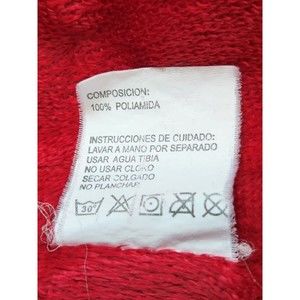 COMPOSICION:
100% POLIAMIDA
INSTRUCCIONES DE CUIDADO:
LAVAR A MANO POR SEPARADO
USAR AGUA TIBIA
NO USAR CLORO
SECAR COLGADO
NO PLANCHAR
30°